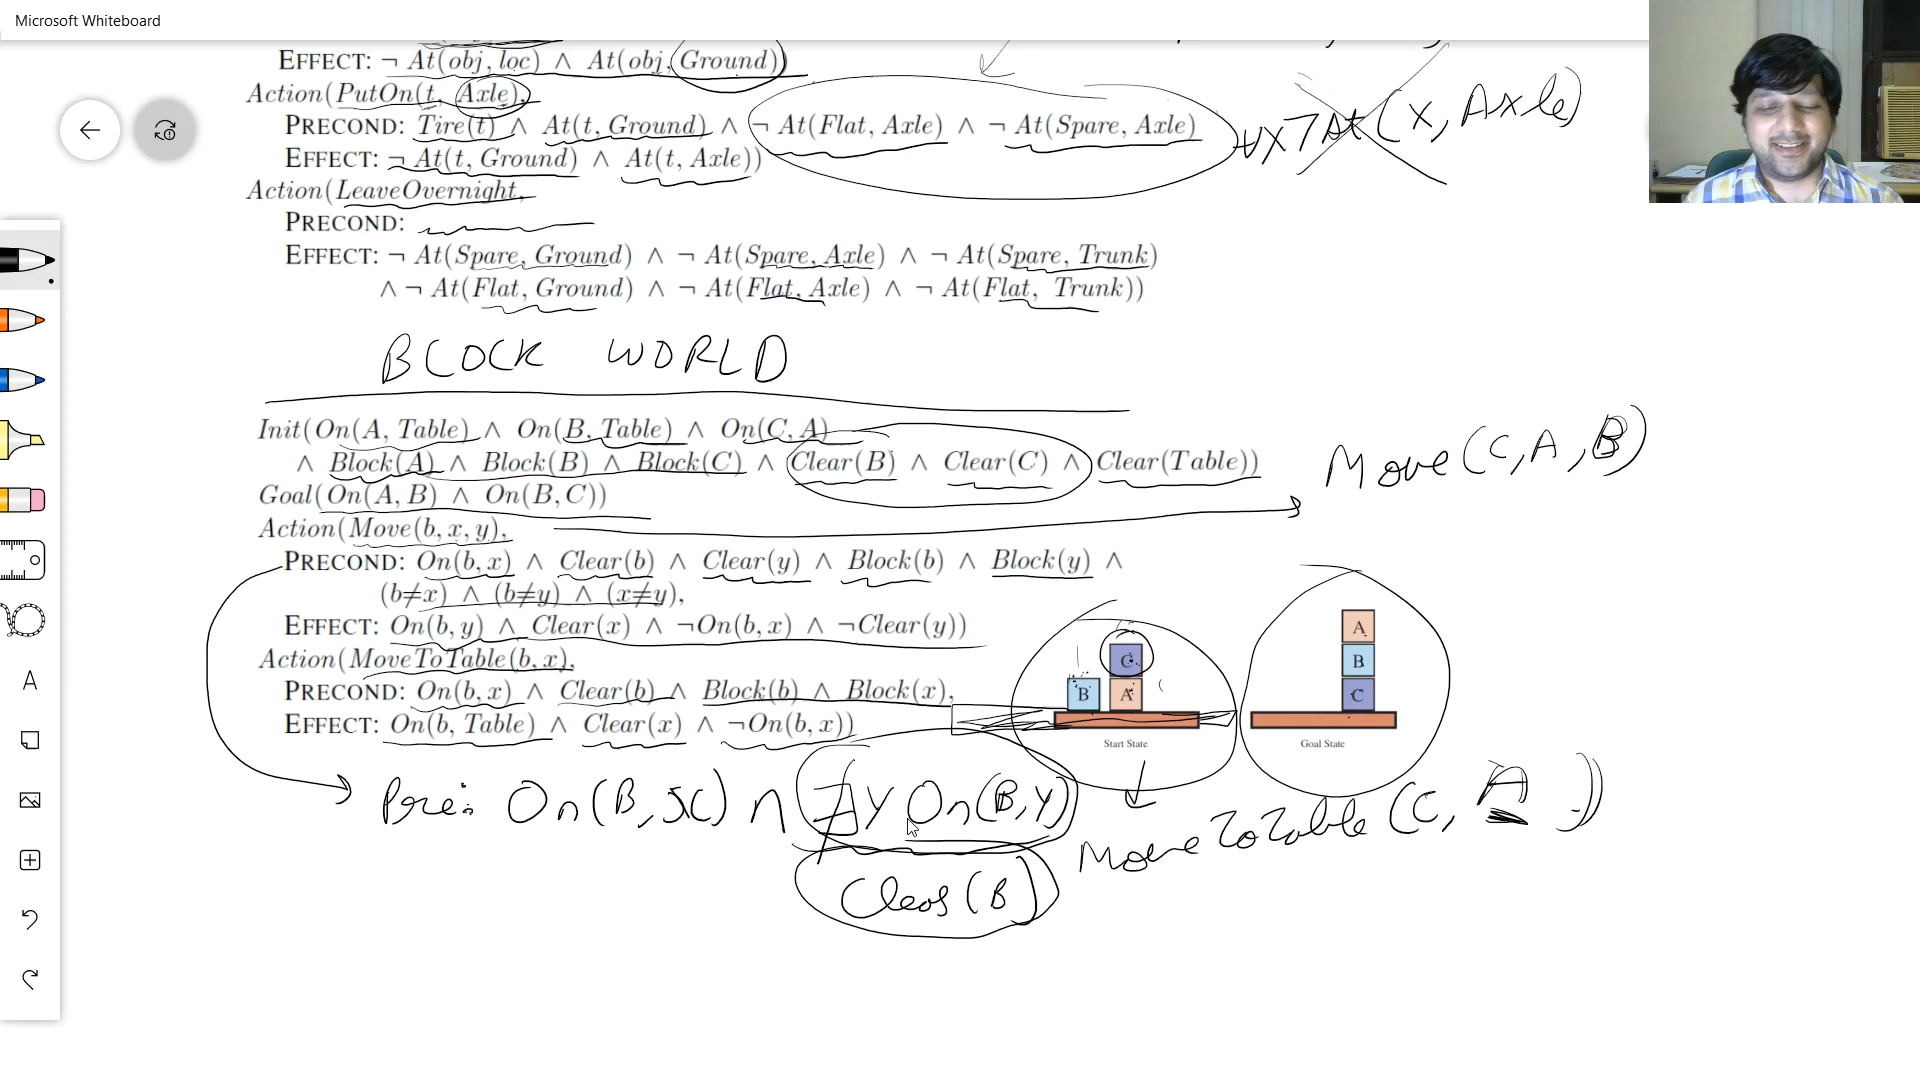 Microsoft Whiteboard
EFFECT: ¬ At(obj, loc) ∧ At(obj, Ground))
Action(PutOn(t, Axle),
PRECOND: Tire(t) ∧ At(t, Ground) ∧ ¬ At(Flat, Axle) ∧ ¬ At(Spare, Axle)
∀x¬At(x, Axle)
EFFECT: ¬ At(t, Ground) ∧ At(t, Axle))
Action(LeaveOvernight,
PRECOND:
EFFECT: ¬ At(Spare, Ground) ∧ ¬ At(Spare, Axle) ∧ ¬ At(Spare, Trunk)
∧ ¬ At(Flat, Ground) ∧ ¬ At(Flat, Axle) ∧ ¬ At(Flat, Trunk))
BLOCK WORLD
Init(On(A, Table) ∧ On(B, Table) ∧ On(C, A)
∧ Block(A) ∧ Block(B) ∧ Block(C) ∧ Clear(B) ∧ Clear(C) ∧ Clear(Table))
Move(C, A, B)
Goal(On(A, B) ∧ On(B, C))
Action(Move(b, x, y),
PRECOND: On(b, x) ∧ Clear(b) ∧ Clear(y) ∧ Block(b) ∧ Block(y) ∧
(b≠x) ∧ (b≠y) ∧ (x≠y),
EFFECT: On(b, y) ∧ Clear(x) ∧ ¬On(b, x) ∧ ¬Clear(y))
Action(MoveToTable(b, x),
PRECOND: On(b, x) ∧ Clear(b) ∧ Block(b) ∧ Block(x),
EFFECT: On(b, Table) ∧ Clear(x) ∧ ¬On(b, x))
C
B A
Start State
A
B
C
Goal State
Pre: On(B, x) ∧ ∄y On(B, y)
MoveToTable(C, A)
Clear(B)
A